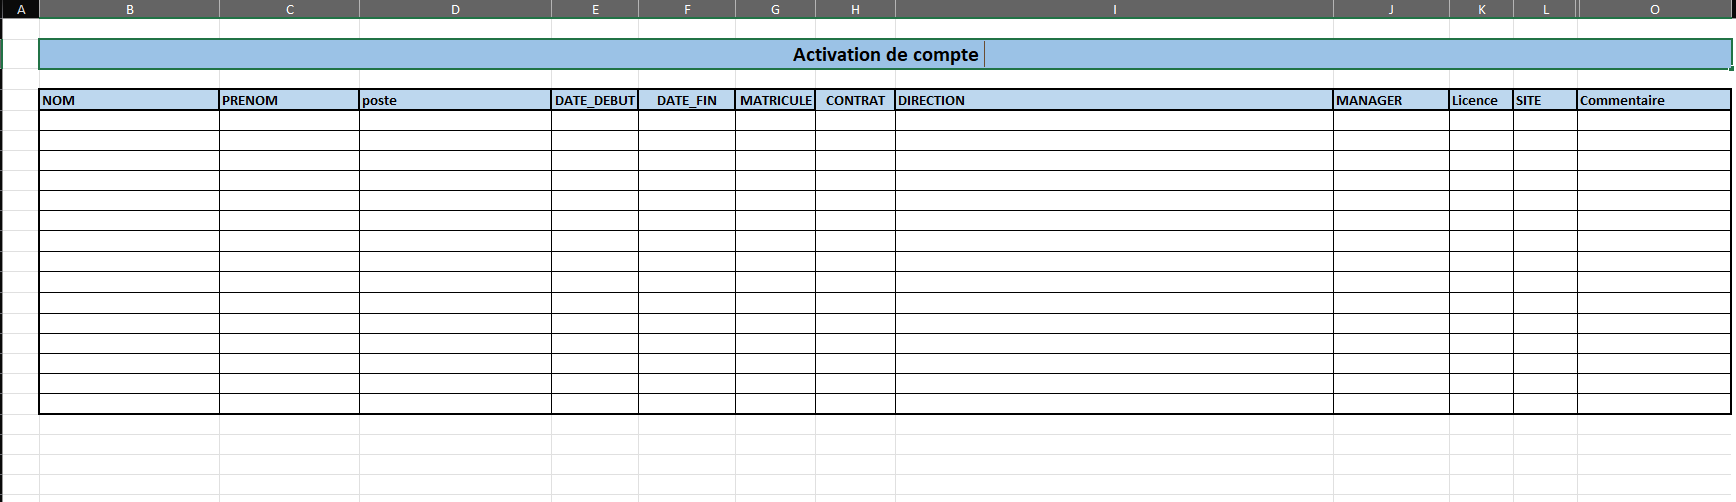 A B C D E F G H I J K L O
Activation de compte
NOM PRENOM poste DATE_DEBUT DATE_FIN MATRICULE CONTRAT DIRECTION MANAGER Licence SITE Commentaire